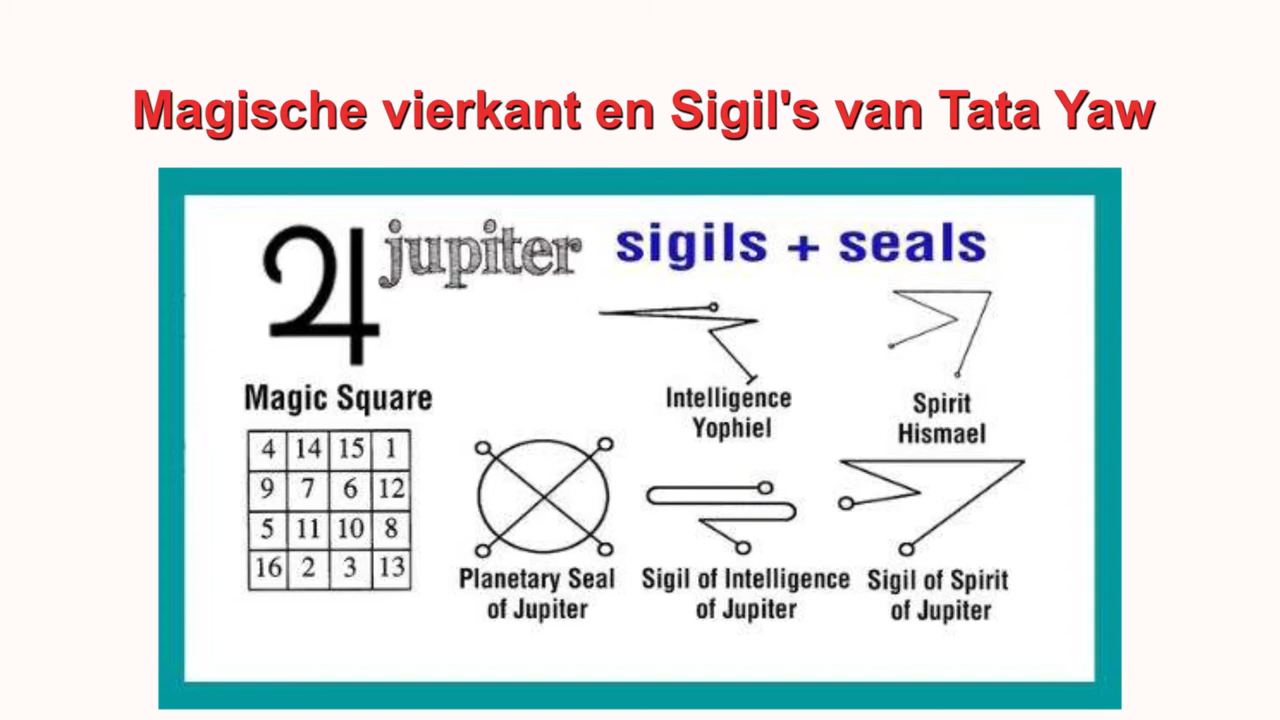 Magische vierkant en Sigil's van Tata Yaw
jupiter sigils + seals
Magic Square
4 14 15 1
9 7 6 12
5 11 10 8
16 2 3 13
Intelligence
Yophiel
Spirit
Hismael
Planetary Seal
of Jupiter
Sigil of Intelligence
of Jupiter
Sigil of Spirit
of Jupiter